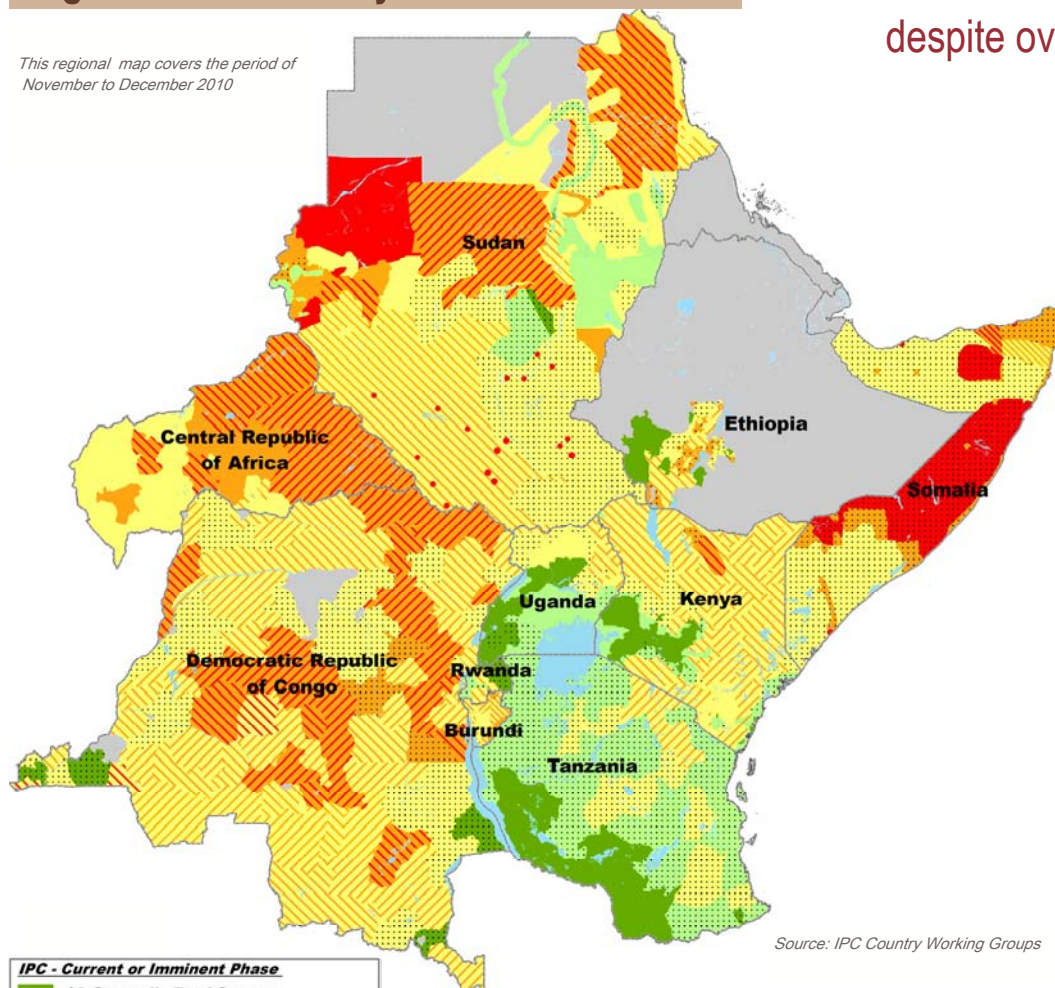 despite ov
This regional map covers the period of
November to December 2010
Sudan
Ethiopia
Central Republic
of Africa
Somalia
Uganda
Kenya
Democratic Republic
of Congo
Rwanda
Burundi
Tanzania
Source: IPC Country Working Groups
IPC - Current or Imminent Phase